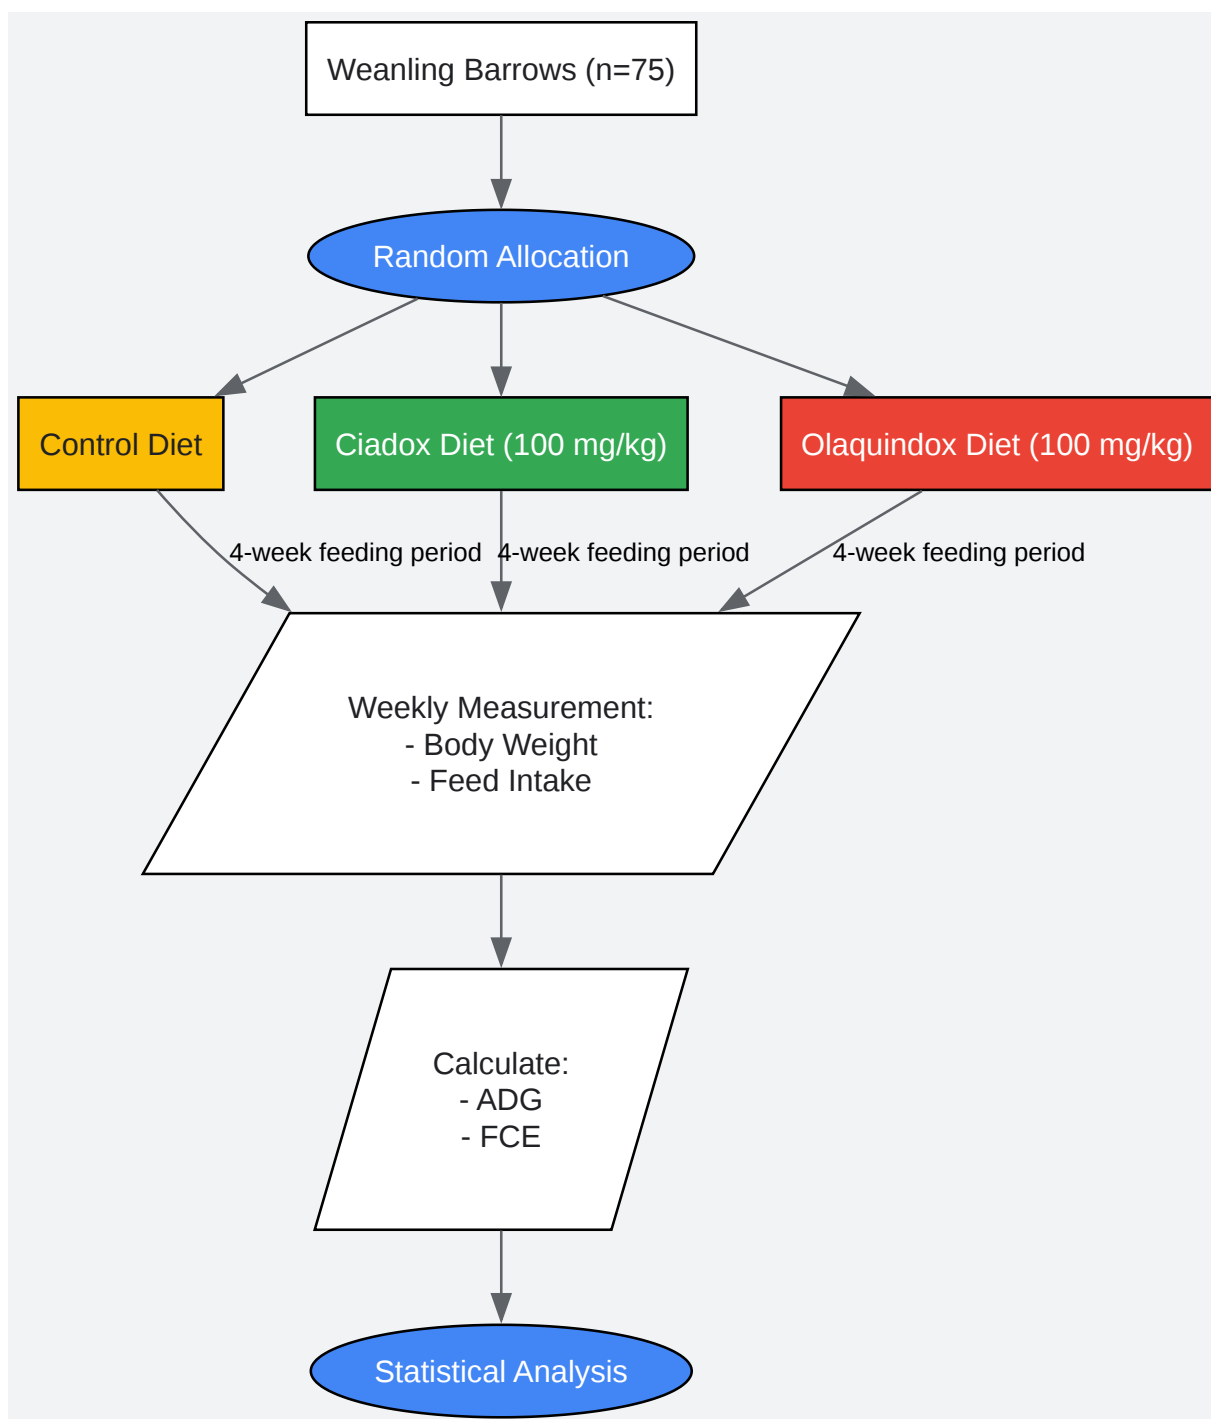 Weanling Barrows (n=75)
Random Allocation
Control Diet
Ciadox Diet (100 mg/kg)
Olaquindox Diet (100 mg/kg)
4-week feeding period
4-week feeding period
4-week feeding period
Weekly Measurement:
- Body Weight
- Feed Intake
Calculate:
- ADG
- FCE
Statistical Analysis